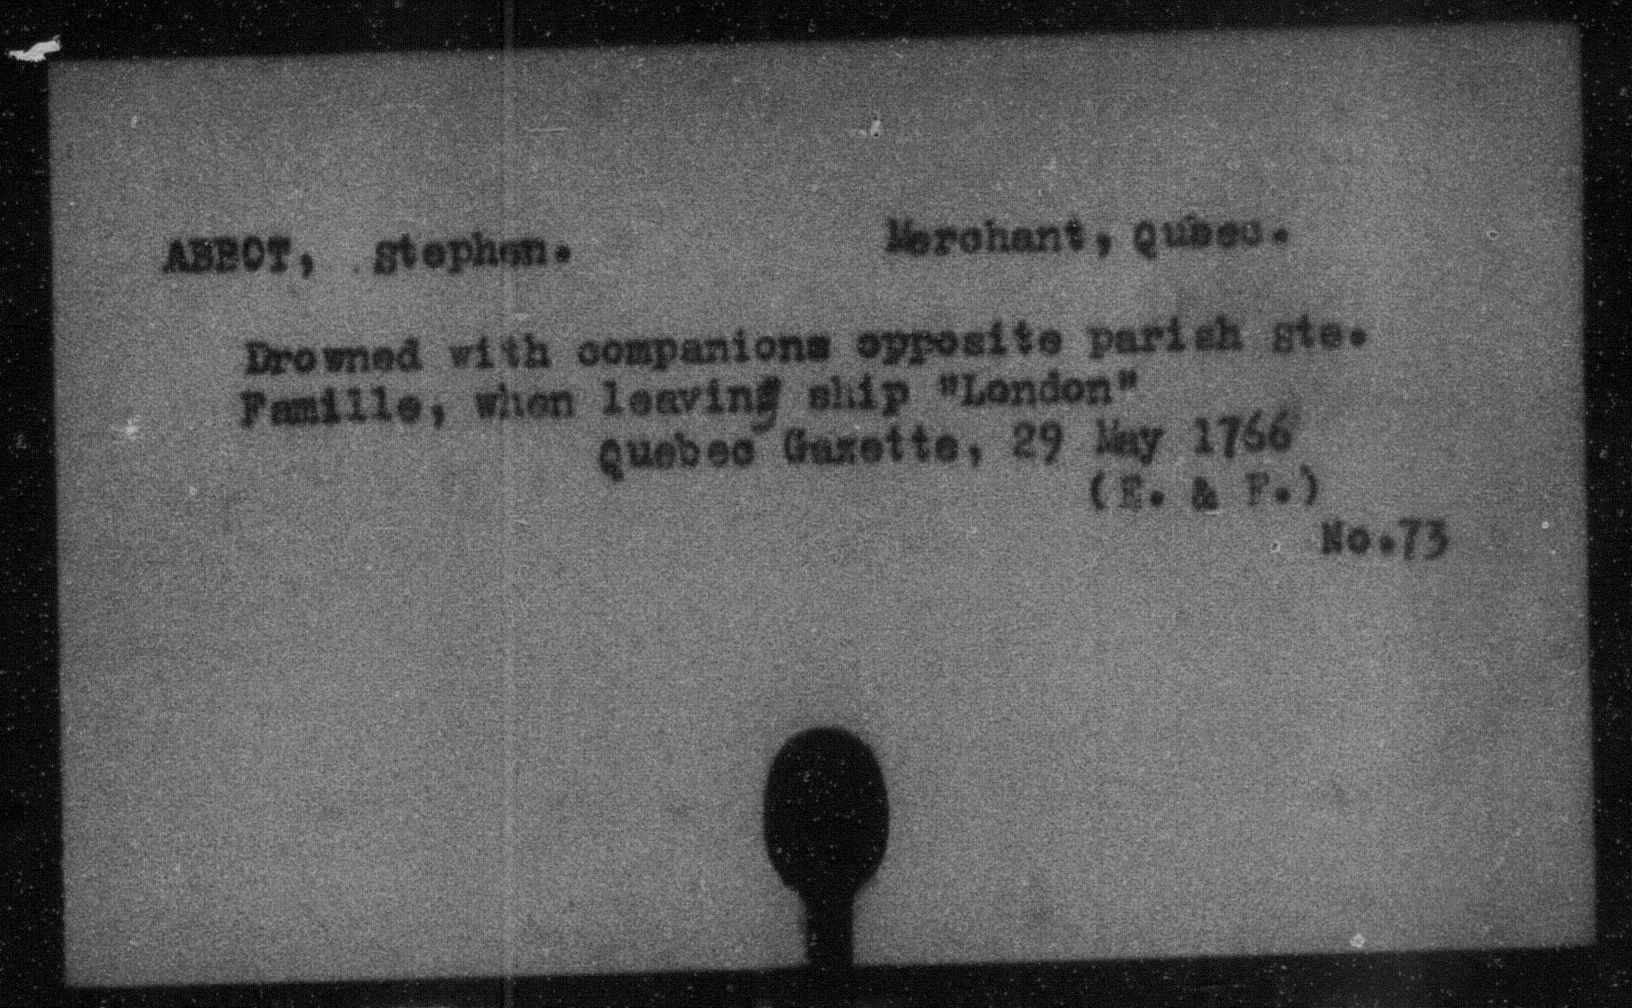 ABBOT, Stephen. Merchant, Qubec.
Drowned with companions opposite parish Ste.
Famille, when leaving ship "London"
Quebec Gazette, 29 May 1766
(E. & F.)
No.73